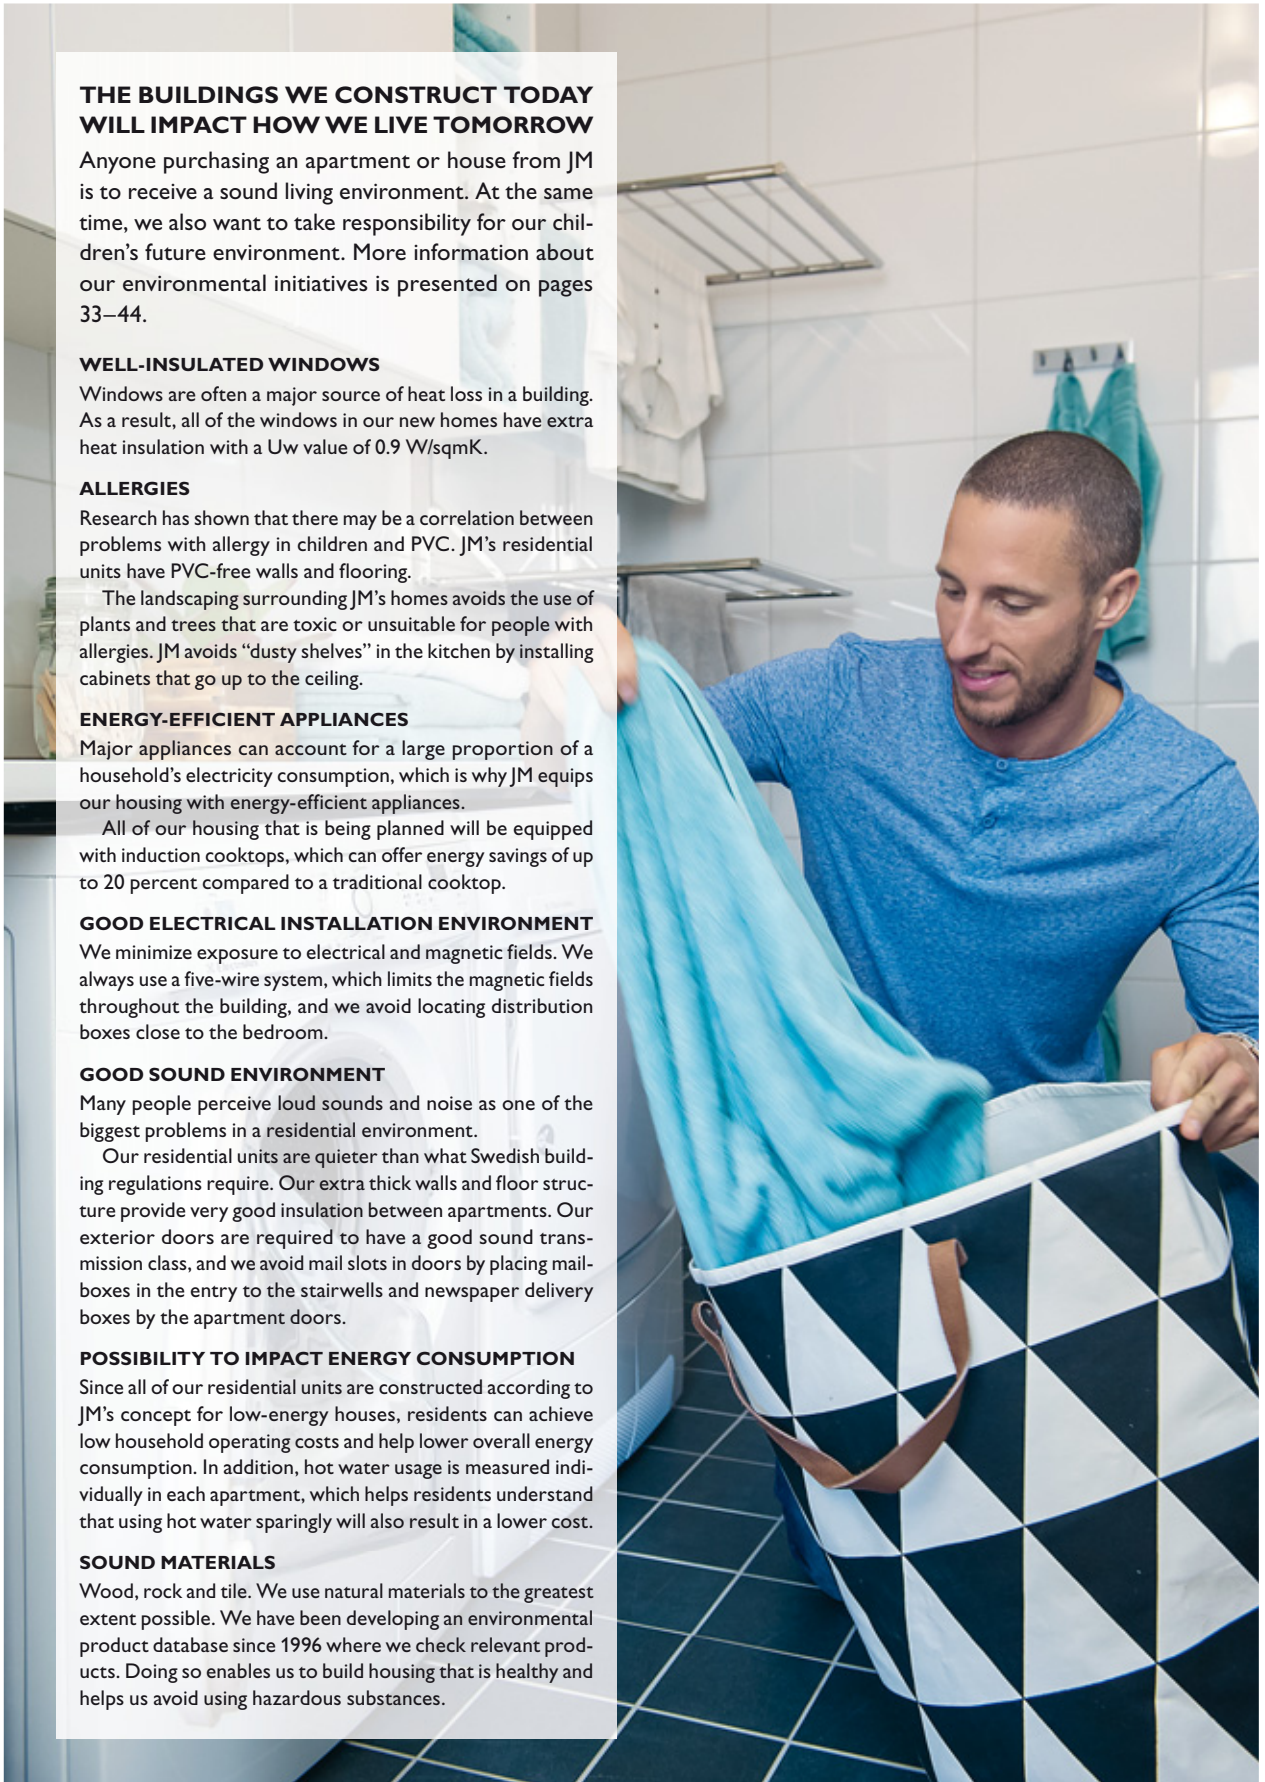 THE BUILDINGS WE CONSTRUCT TODAY
WILL IMPACT HOW WE LIVE TOMORROW
Anyone purchasing an apartment or house from JM
is to receive a sound living environment. At the same
time, we also want to take responsibility for our chil-
dren’s future environment. More information about
our environmental initiatives is presented on pages
33–44.
WELL-INSULATED WINDOWS
Windows are often a major source of heat loss in a building.
As a result, all of the windows in our new homes have extra
heat insulation with a Uw value of 0.9 W/sqmK.
ALLERGIES
Research has shown that there may be a correlation between
problems with allergy in children and PVC. JM’s residential
units have PVC-free walls and flooring.
The landscaping surrounding JM’s homes avoids the use of
plants and trees that are toxic or unsuitable for people with
allergies. JM avoids “dusty shelves” in the kitchen by installing
cabinets that go up to the ceiling.
ENERGY-EFFICIENT APPLIANCES
Major appliances can account for a large proportion of a
household’s electricity consumption, which is why JM equips
our housing with energy-efficient appliances.
All of our housing that is being planned will be equipped
with induction cooktops, which can offer energy savings of up
to 20 percent compared to a traditional cooktop.
GOOD ELECTRICAL INSTALLATION ENVIRONMENT
We minimize exposure to electrical and magnetic fields. We
always use a five-wire system, which limits the magnetic fields
throughout the building, and we avoid locating distribution
boxes close to the bedroom.
GOOD SOUND ENVIRONMENT
Many people perceive loud sounds and noise as one of the
biggest problems in a residential environment.
Our residential units are quieter than what Swedish build-
ing regulations require. Our extra thick walls and floor struc-
ture provide very good insulation between apartments. Our
exterior doors are required to have a good sound trans-
mission class, and we avoid mail slots in doors by placing mail-
boxes in the entry to the stairwells and newspaper delivery
boxes by the apartment doors.
POSSIBILITY TO IMPACT ENERGY CONSUMPTION
Since all of our residential units are constructed according to
JM’s concept for low-energy houses, residents can achieve
low household operating costs and help lower overall energy
consumption. In addition, hot water usage is measured indi-
vidually in each apartment, which helps residents understand
that using hot water sparingly will also result in a lower cost.
SOUND MATERIALS
Wood, rock and tile. We use natural materials to the greatest
extent possible. We have been developing an environmental
product database since 1996 where we check relevant prod-
ucts. Doing so enables us to build housing that is healthy and
helps us avoid using hazardous substances.